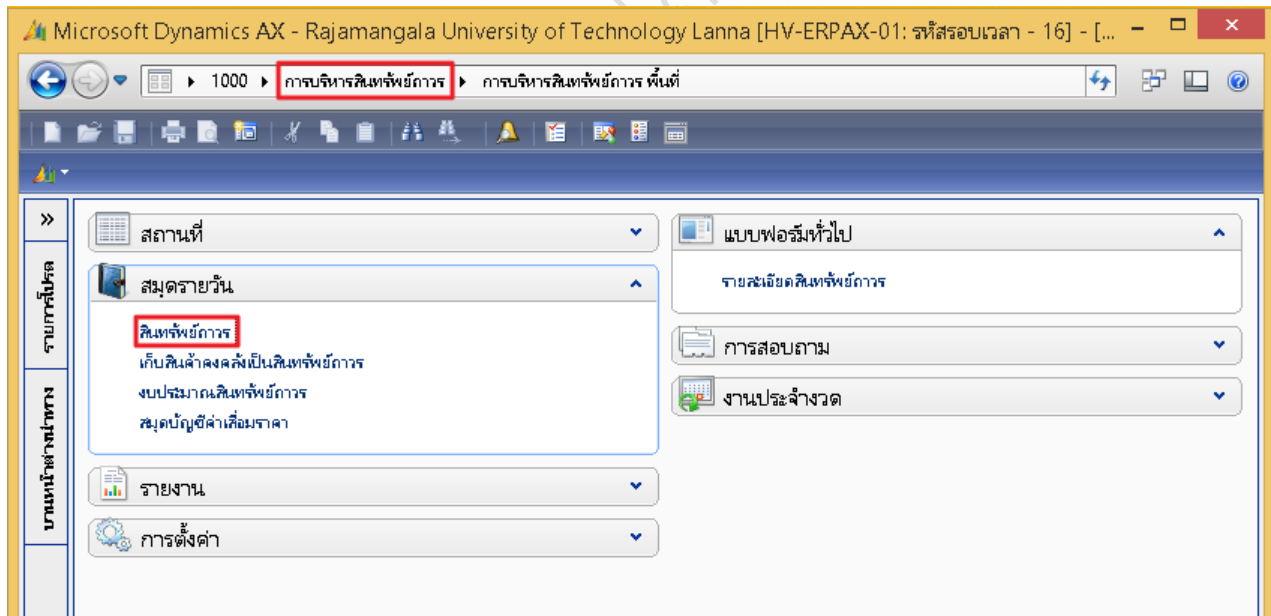 Microsoft Dynamics AX - Rajamangala University of Technology Lanna [HV-ERPAX-01: รหัสรอบเวลา - 16] - [...
1000 การบริหารสินทรัพย์ถาวร การบริหารสินทรัพย์ถาวร พื้นที่
รายการโปรด
บานหน้าต่างนำทาง
สถานที่
สมุดรายวัน
สินทรัพย์ถาวร
เก็บสินค้าคงคลังเป็นสินทรัพย์ถาวร
งบประมาณสินทรัพย์ถาวร
สมุดบัญชีค่าเสื่อมราคา
รายงาน
การตั้งค่า
แบบฟอร์มทั่วไป
รายละเอียดสินทรัพย์ถาวร
การสอบถาม
งานประจำงวด